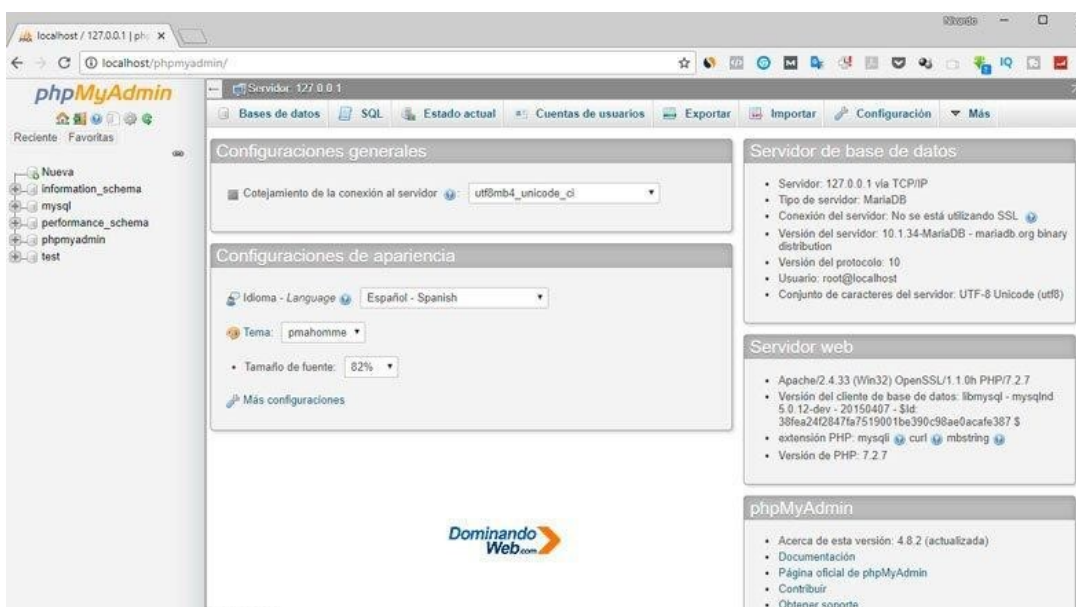 Nivardo
localhost / 127.0.0.1 | ph
localhost/phpmyadmin/
phpMyAdmin
Reciente Favoritas
Nueva
information_schema
mysql
performance_schema
phpmyadmin
test
Servidor: 127.0.0.1
Bases de datos SQL Estado actual Cuentas de usuarios Exportar Importar Configuración Más
Configuraciones generales
Cotejamiento de la conexión al servidor : utf8mb4_unicode_ci
Configuraciones de apariencia
Idioma - Language Español - Spanish
Tema: pmahomme
• Tamaño de fuente: 82%
Más configuraciones
Dominando
Web.com
Servidor de base de datos
• Servidor: 127.0.0.1 via TCP/IP
• Tipo de servidor: MariaDB
• Conexión del servidor: No se está utilizando SSL
• Versión del servidor: 10.1.34-MariaDB - mariadb.org binary
distribution
• Versión del protocolo: 10
• Usuario: root@localhost
• Conjunto de caracteres del servidor: UTF-8 Unicode (utf8)
Servidor web
• Apache/2.4.33 (Win32) OpenSSL/1.1.0h PHP/7.2.7
• Versión del cliente de base de datos: libmysql - mysqlnd
5.0.12-dev - 20150407 - $Id:
38fea24f2847fa7519001be390c98ae0acafe387 $
• extensión PHP: mysqli curl mbstring
• Versión de PHP: 7.2.7
phpMyAdmin
• Acerca de esta versión: 4.8.2 (actualizada)
• Documentación
• Página oficial de phpMyAdmin
• Contribuir
• Obtener soporte